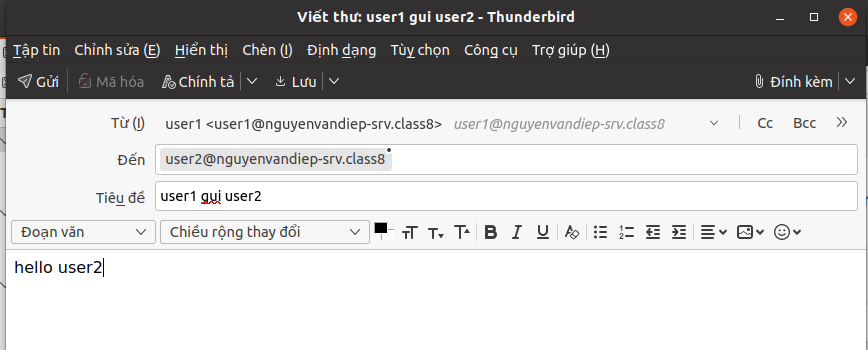 Viết thư: user1 gui user2 - Thunderbird
Tập tin Chỉnh sửa (E) Hiển thị Chèn (I) Định dạng Tùy chọn Công cụ Trợ giúp (H)
Gửi Mã hóa Chính tả Lưu Đính kèm
Từ (I) user1 <user1@nguyenvandiep-srv.class8> user1@nguyenvandiep-srv.class8 Cc Bcc
Đến user2@nguyenvandiep-srv.class8
Tiêu đề user1 gui user2
Đoạn văn Chiều rộng thay đổi
hello user2